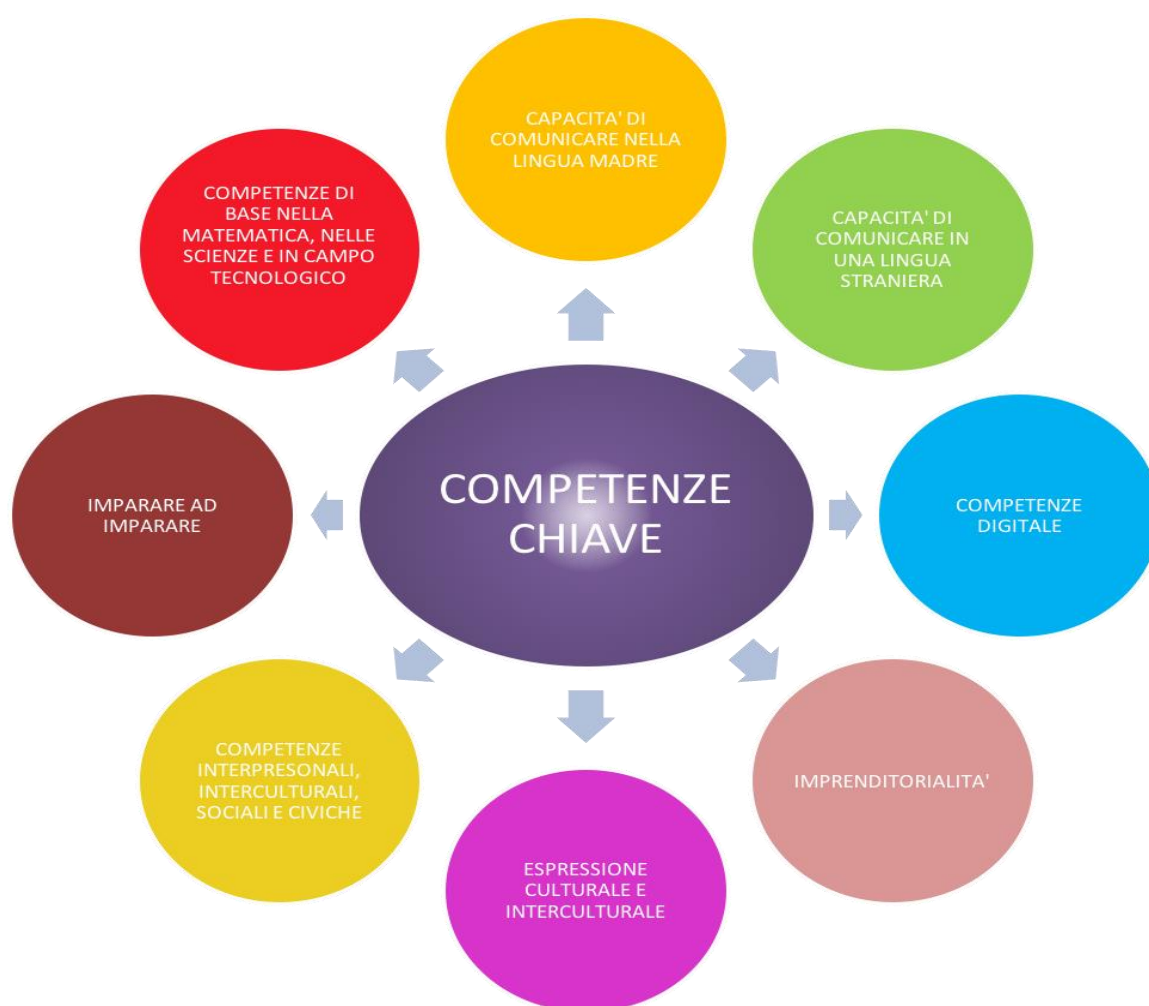 COMPETENZE
CHIAVE
CAPACITA' DI
COMUNICARE NELLA
LINGUA MADRE
CAPACITA' DI
COMUNICARE IN
UNA LINGUA
STRANIERA
COMPETENZE
DIGITALE
IMPRENDITORIALITA'
ESPRESSIONE
CULTURALE E
INTERCULTURALE
COMPETENZE
INTERPRESONALI,
INTERCULTURALI,
SOCIALI E CIVICHE
IMPARARE AD
IMPARARE
COMPETENZE DI
BASE NELLA
MATEMATICA, NELLE
SCIENZE E IN CAMPO
TECNOLOGICO